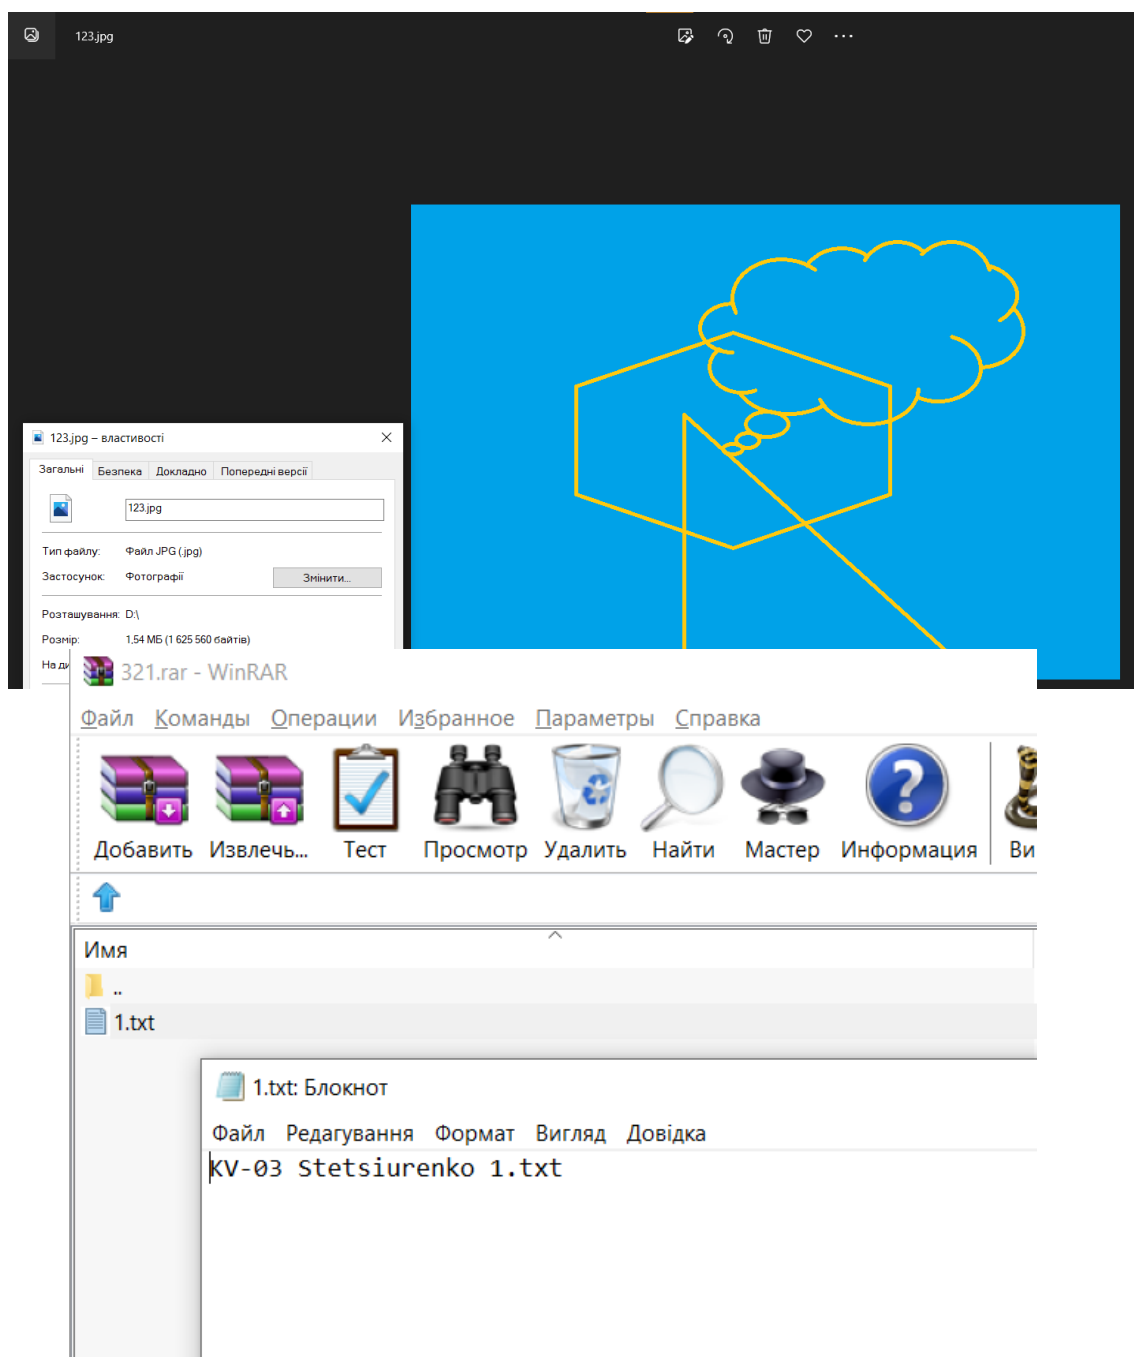 123.jpg
123.jpg – властивості
Загальні Безпека Докладно Попередні версії
123.jpg
Тип файлу: Файл JPG (.jpg)
Застосунок: Фотографії Змінити...
Розташування: D:\
Розмір: 1,54 МБ (1 625 560 байтів)
На ди
321.rar - WinRAR
Файл Команды Операции Избранное Параметры Справка
Добавить Извлечь... Тест Просмотр Удалить Найти Мастер Информация Ви
Имя
..
1.txt
1.txt: Блокнот
Файл Редагування Формат Вигляд Довідка
KV-03 Stetsiurenko 1.txt